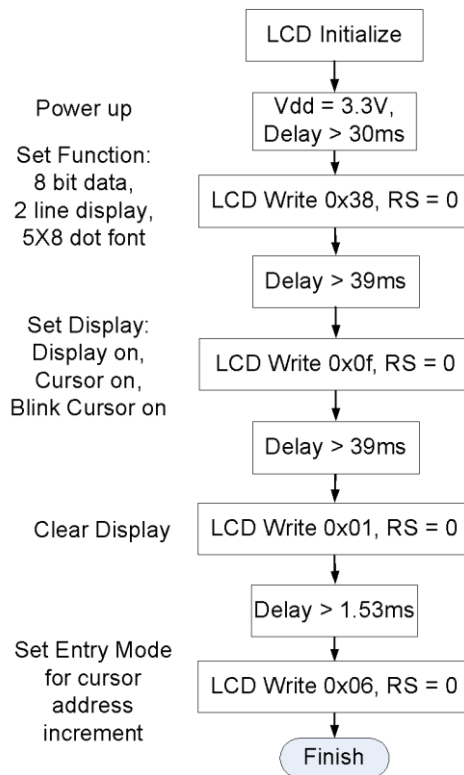 LCD Initialize
Power up
Vdd = 3.3V,
Delay > 30ms
Set Function:
8 bit data,
2 line display,
5X8 dot font
LCD Write 0x38, RS = 0
Delay > 39ms
Set Display:
Display on,
Cursor on,
Blink Cursor on
LCD Write 0x0f, RS = 0
Delay > 39ms
Clear Display
LCD Write 0x01, RS = 0
Delay > 1.53ms
Set Entry Mode
for cursor
address
increment
LCD Write 0x06, RS = 0
Finish